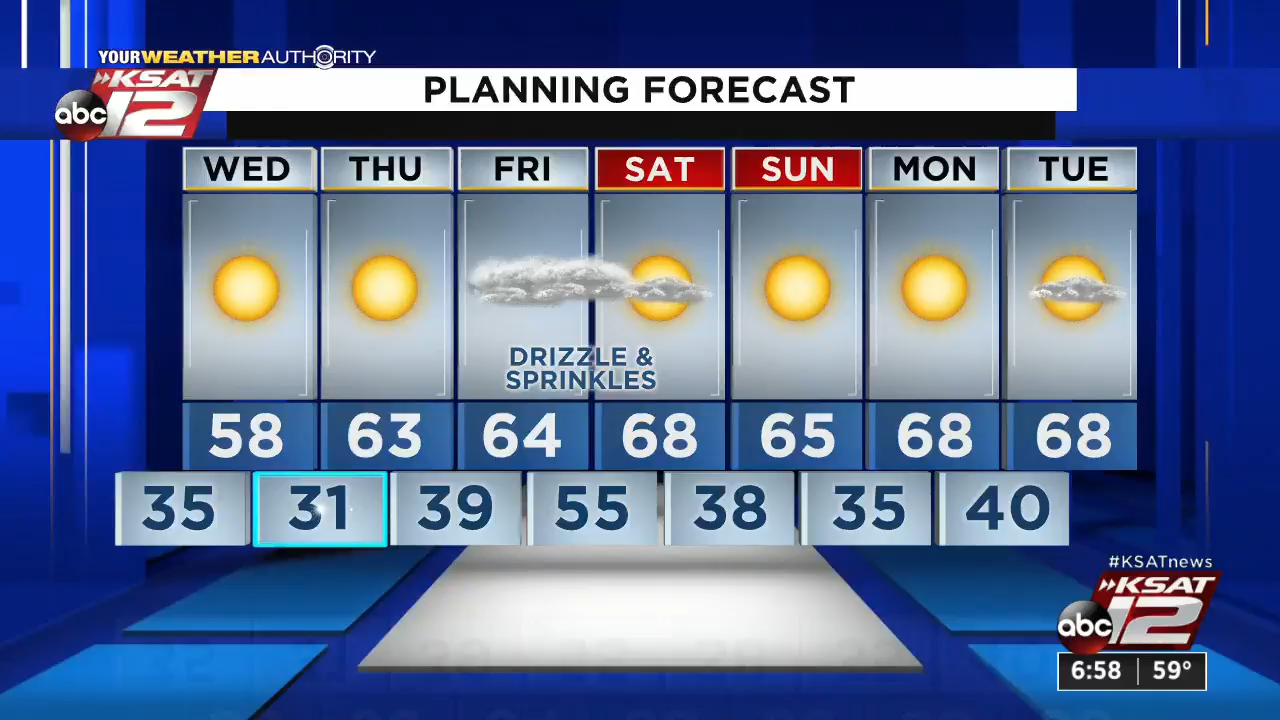 YOURWEATHERAUTHORITY
KSAT
abc 12
PLANNING FORECAST
WED THU FRI SAT SUN MON TUE
DRIZZLE &
SPRINKLES
58 63 64 68 65 68 68
35 31 39 55 38 35 40
#KSATnews
KSAT
abc 12
6:58 59°